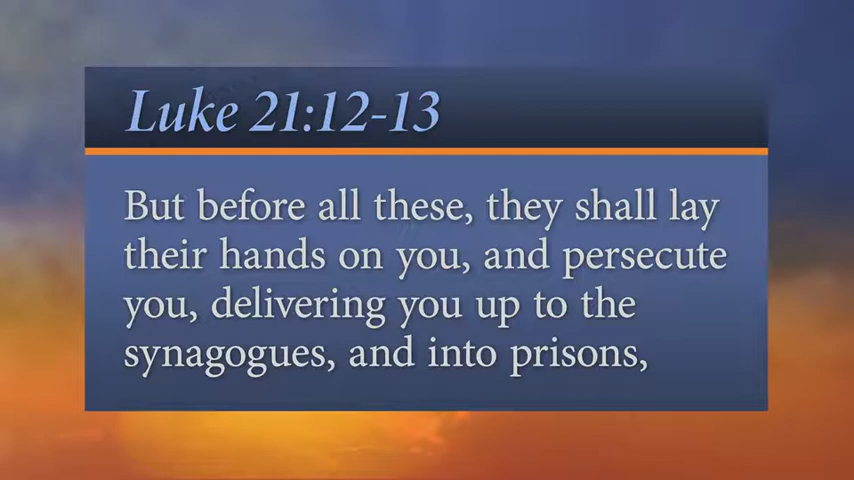 Luke 21:12-13
But before all these, they shall lay
their hands on you, and persecute
you, delivering you up to the
synagogues, and into prisons,